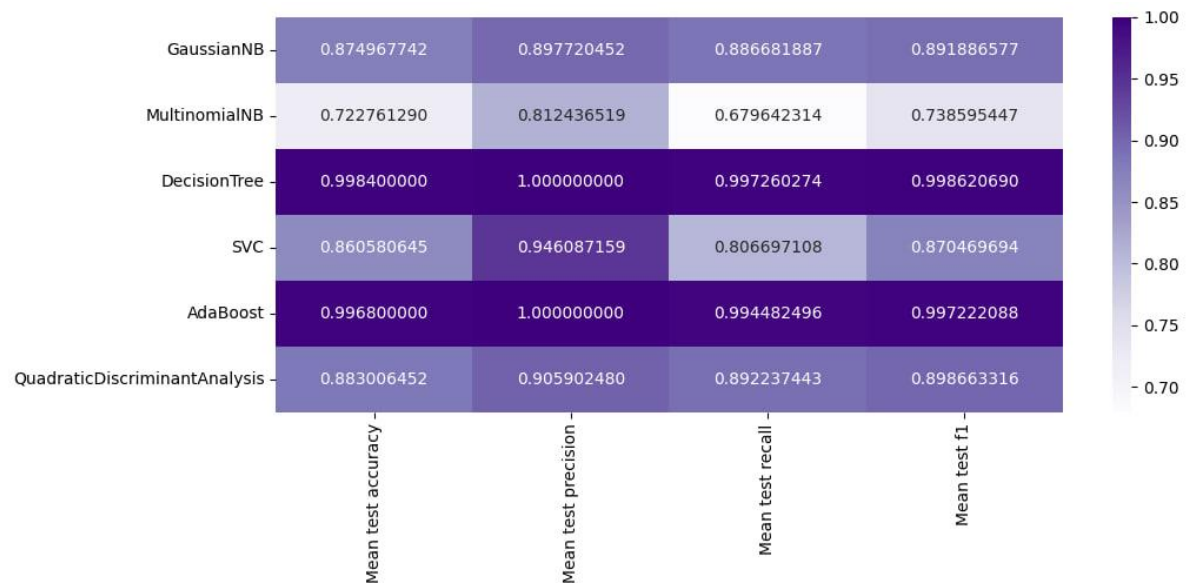 GaussianNB 0.874967742 0.897720452 0.886681887 0.891886577
MultinomialNB 0.722761290 0.812436519 0.679642314 0.738595447
DecisionTree 0.998400000 1.000000000 0.997260274 0.998620690
SVC 0.860580645 0.946087159 0.806697108 0.870469694
AdaBoost 0.996800000 1.000000000 0.994482496 0.997222088
QuadraticDiscriminantAnalysis 0.883006452 0.905902480 0.892237443 0.898663316
Mean test accuracy
Mean test precision
Mean test recall
Mean test f1
1.00
0.95
0.90
0.85
0.80
0.75
0.70